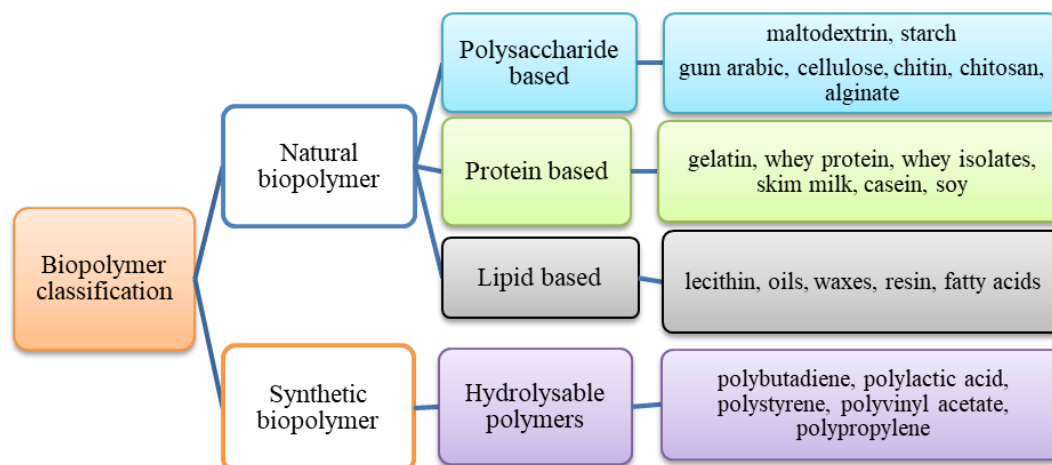 Biopolymer
classification
Natural
biopolymer
Polysaccharide
based
maltodextrin, starch
gum arabic, cellulose, chitin, chitosan,
alginate
Protein based
gelatin, whey protein, whey isolates,
skim milk, casein, soy
Lipid based
lecithin, oils, waxes, resin, fatty acids
Synthetic
biopolymer
Hydrolysable
polymers
polybutadiene, polylactic acid,
polystyrene, polyvinyl acetate,
polypropylene